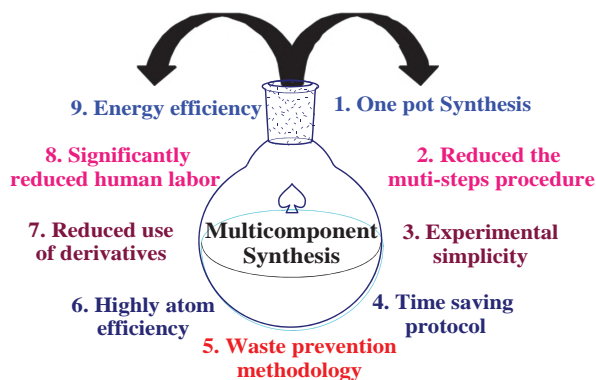 9. Energy efficiency
1. One pot Synthesis
8. Significantly
reduced human labor
2. Reduced the
muti-steps procedure
7. Reduced use
of derivatives
Multicomponent
Synthesis
3. Experimental
simplicity
6. Highly atom
efficiency
4. Time saving
protocol
5. Waste prevention
methodology